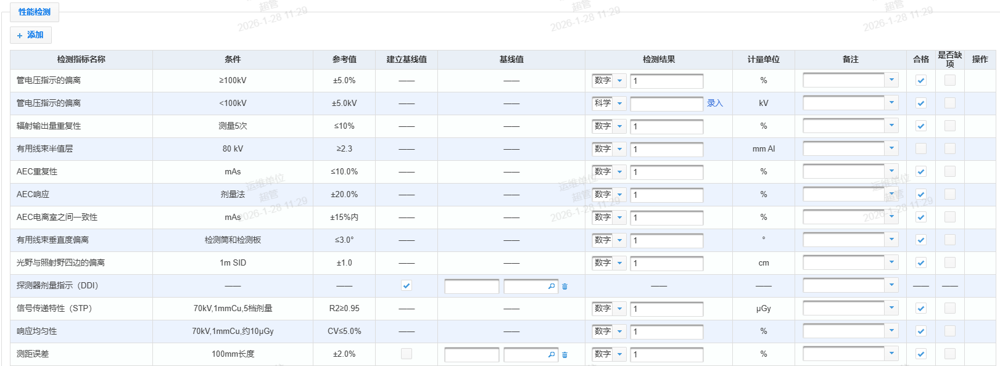 超管
2026-1-28 11:29
超管
2026-1-28 11:29
超管
2026-1-28 11:29
性能检测
+ 添加
检测指标名称 条件 参考值 建立基线值 基线值 检测结果 计量单位 备注 合格 是否缺项 操作
管电压指示的偏离 ≥100kV ±5.0% —— —— 数字 1 %
管电压指示的偏离 <100kV ±5.0kV —— —— 科学 录入 kV
辐射输出量重复性 测量5次 ≤10% —— —— 数字 1 %
有用线束半值层 80 kV ≥2.3 —— —— 数字 1 mm Al
AEC重复性 mAs ≤10.0% —— —— 数字 1 %
运维单位
超管
2026-1-28 11:29
运维单位
超管
2026-1-28 11:29
运维单位
超管
2026-1-28 11:29
AEC响应 剂量法 ±20.0% —— —— 数字 1 %
AEC电离室之间一致性 mAs ±15%内 —— —— 数字 1 %
有用线束垂直度偏离 检测筒和检测板 ≤3.0° —— —— 数字 1 °
光野与照射野四边的偏离 1m SID ±1.0 —— —— 数字 1 cm
探测器剂量指示（DDI） —— —— —— —— —— ——
信号传递特性（STP） 70kV,1mmCu,5档剂量 R2≥0.95 —— —— 数字 1 μGy
响应均匀性 70kV,1mmCu,约10μGy CV≤5.0% —— —— 数字 1 %
测距误差 100mm长度 ±2.0% 数字 1 %